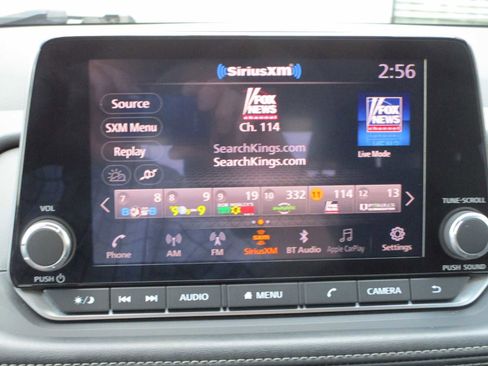 SiriusXM
2:56
Source
FOX
NEWS
channel
Ch. 114
SXM Menu
Replay
SearchKings.com
SearchKings.com
FOX
NEWS
Live Mode
7 8
8 9
9 19
10 332
11 114
12 13
VOL
PUSH
TUNE-SCROLL
PUSH SOUND
Phone
AM
FM
SXM
SiriusXM
BT Audio
Apple CarPlay
Settings
AUDIO
MENU
CAMERA